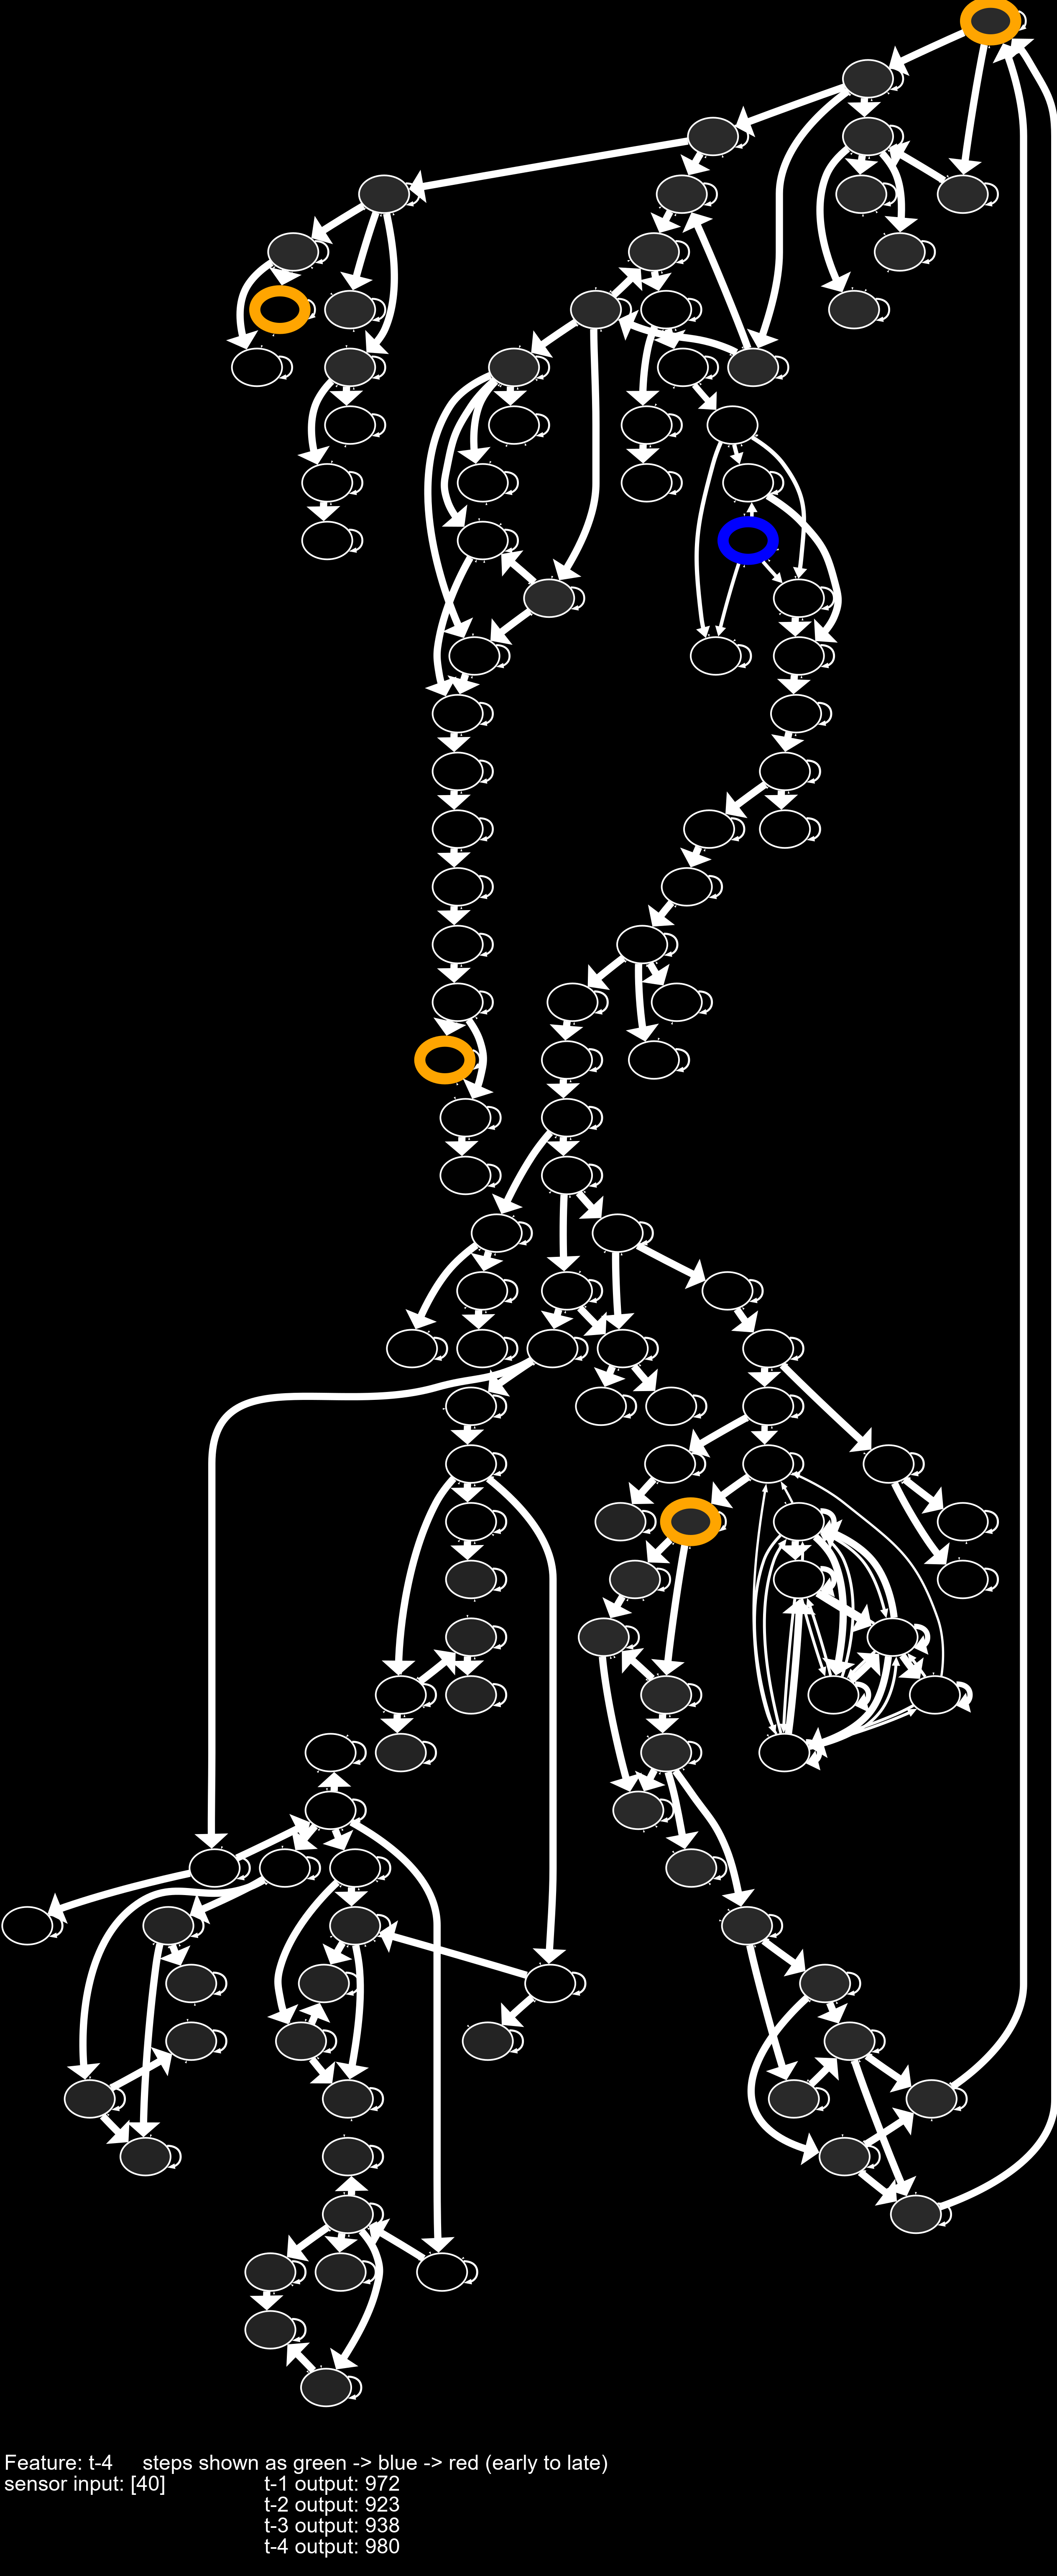 Feature: t-4 steps shown as green -> blue -> red (early to late)
sensor input: [40] t-1 output: 972
t-2 output: 923
t-3 output: 938
t-4 output: 980